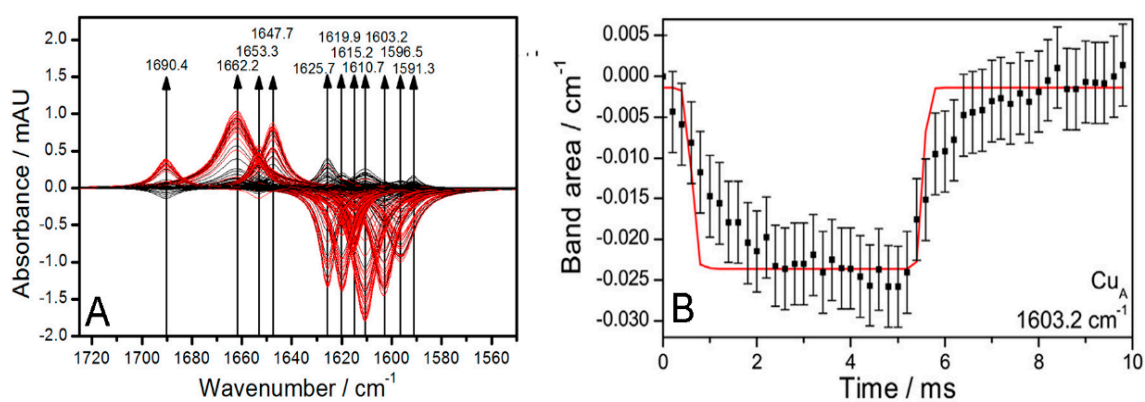 1647.7 1619.9 1603.2
1653.3 1615.2 1596.5
1690.4 1662.2 1625.7 1610.7 1591.3
2.0
1.5
1.0
0.5
0.0
-0.5
-1.0
-1.5
2.0
Absorbance / mAU
A
1720 1700 1680 1660 1640 1620 1600 1580 1560
Wavenumber / cm-1
0.005
0.000
-0.005
-0.010
-0.015
-0.020
-0.025
-0.030
Band area / cm-1
B
CuA
1603.2 cm-1
0 2 4 6 8 10
Time / ms